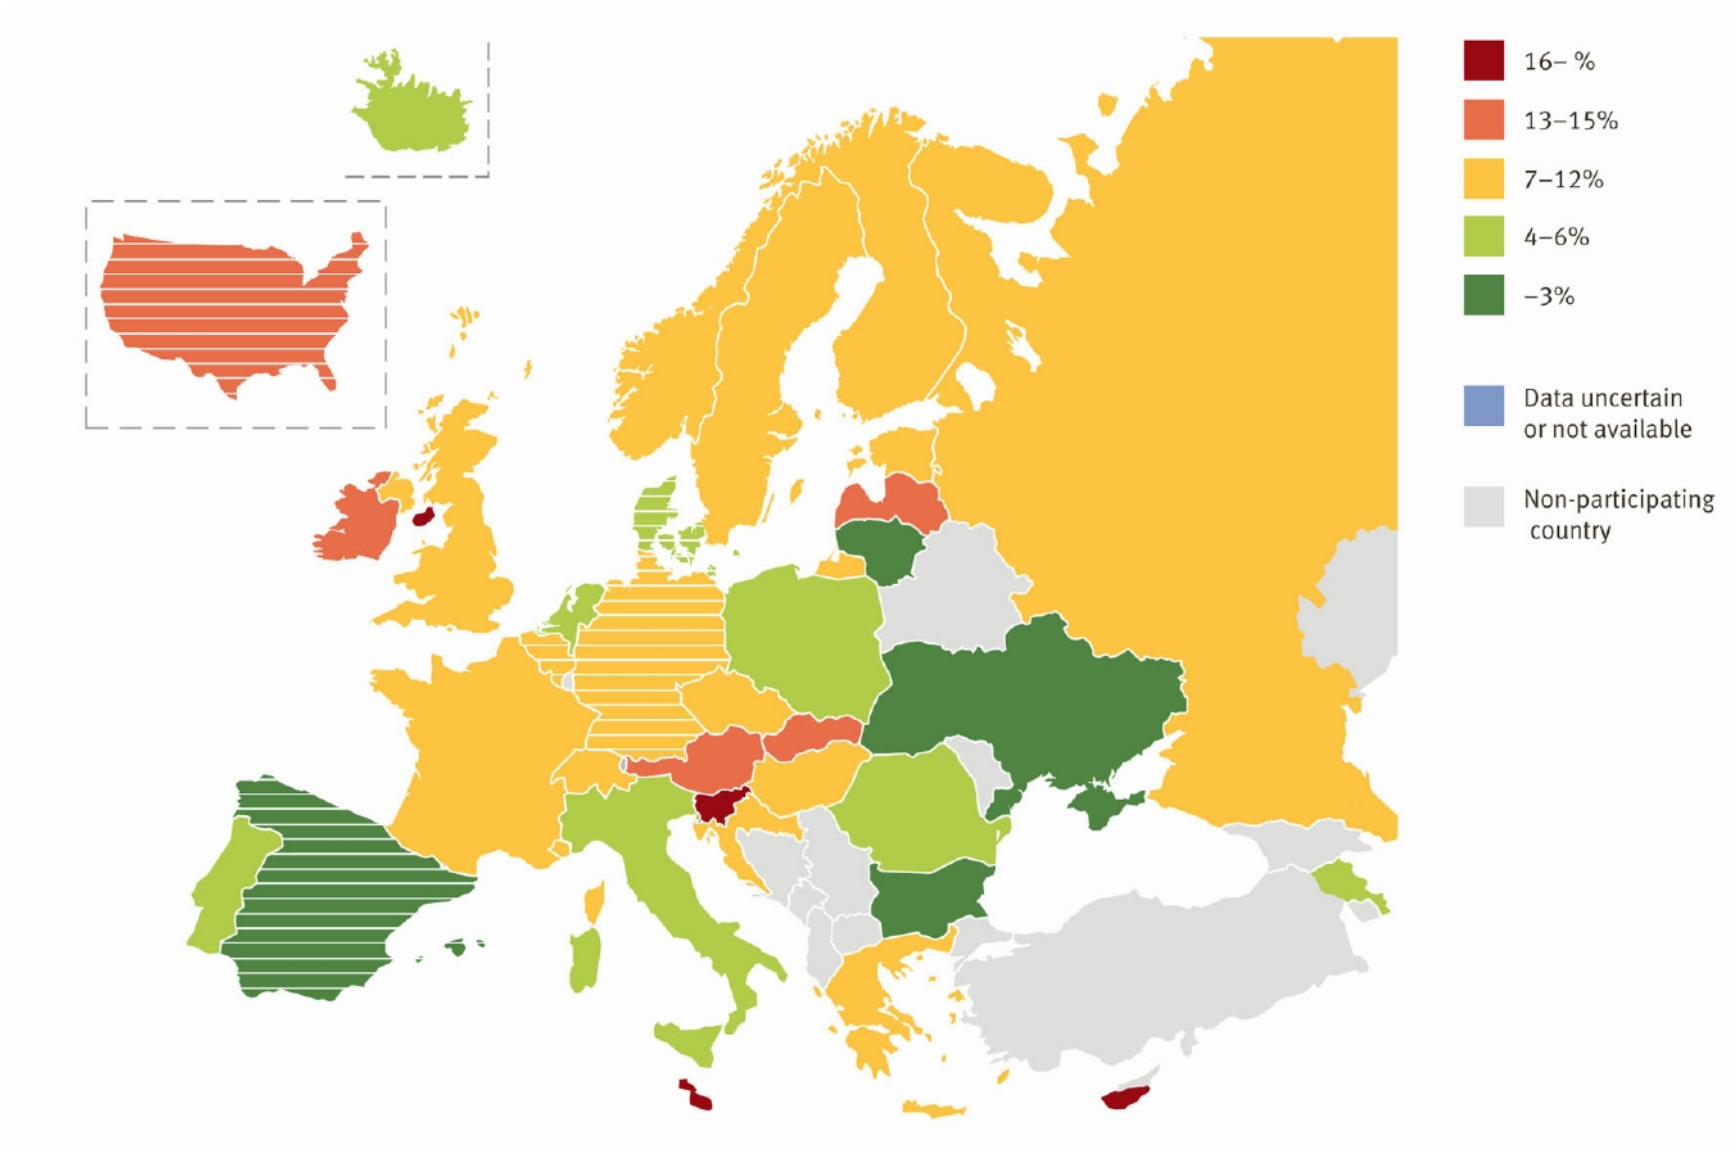 16– %
13–15%
7–12%
4–6%
–3%
Data uncertain
or not available
Non-participating
country